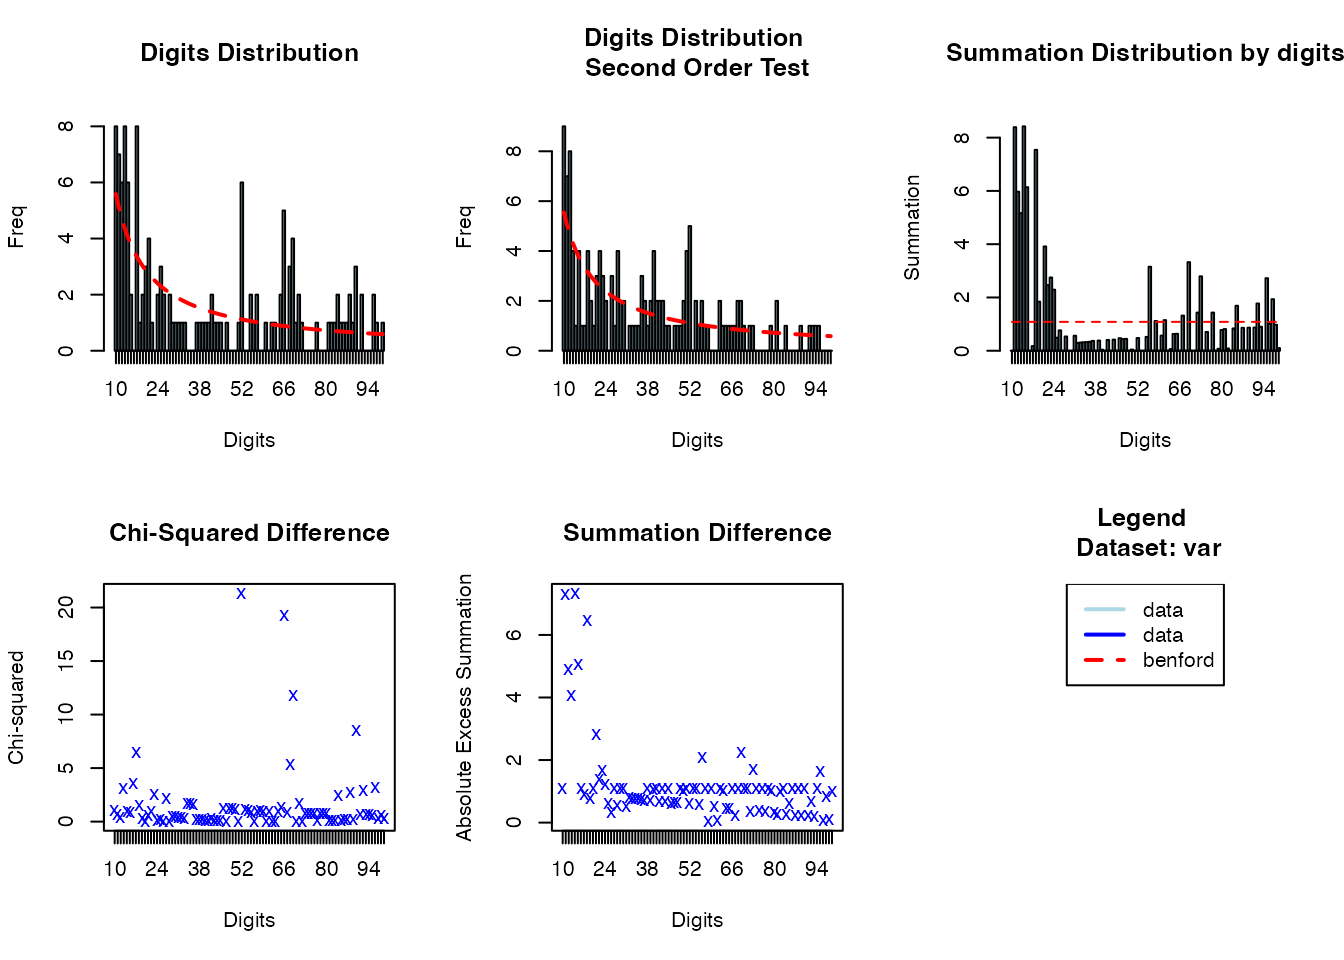 Digits Distribution
Freq
0 2 4 6 8
10 24 38 52 66 80 94
Digits
Digits Distribution
Second Order Test
Freq
0 2 4 6 8
10 24 38 52 66 80 94
Digits
Summation Distribution by digits
Summation
0 2 4 6 8
10 24 38 52 66 80 94
Digits
Chi-Squared Difference
Chi-squared
0 5 10 15 20
10 24 38 52 66 80 94
Digits
Summation Difference
Absolute Excess Summation
0 2 4 6
10 24 38 52 66 80 94
Digits
Legend
Dataset: var
data
data
benford